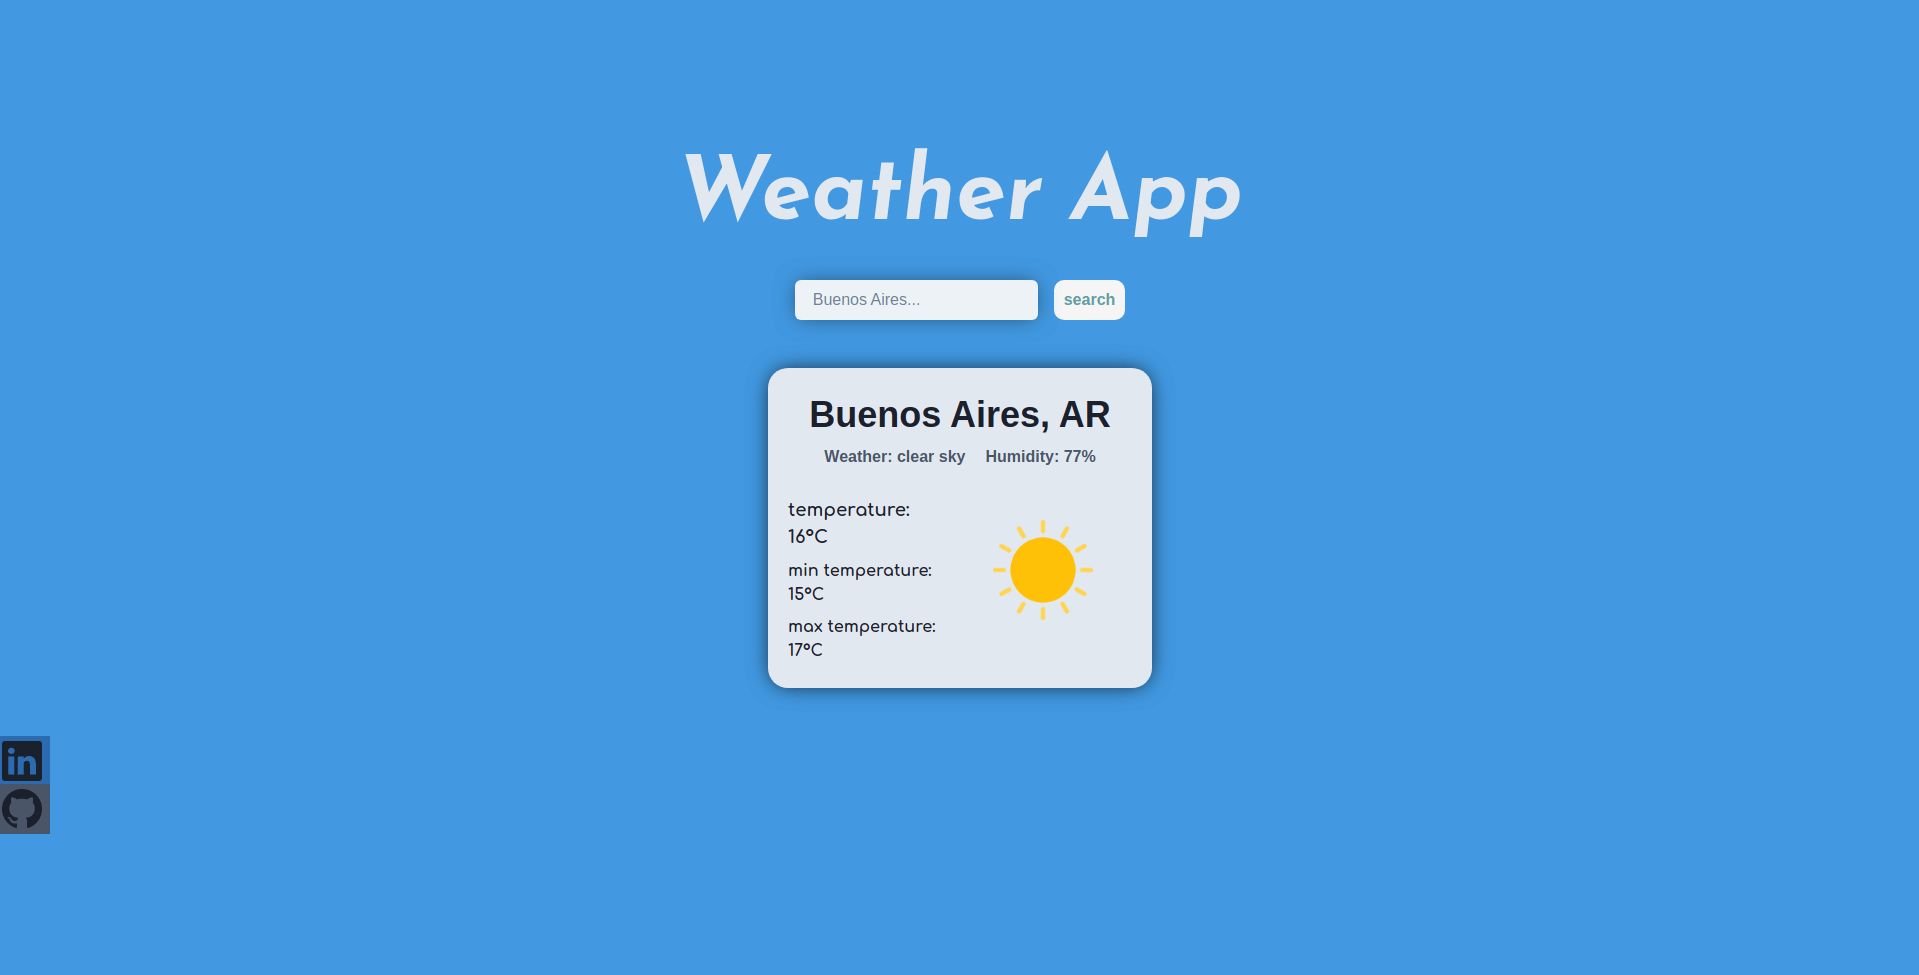 Weather App
Buenos Aires...
search
Buenos Aires, AR
Weather: clear sky Humidity: 77%
temperature:
16°C
min temperature:
15°C
max temperature:
17°C
in